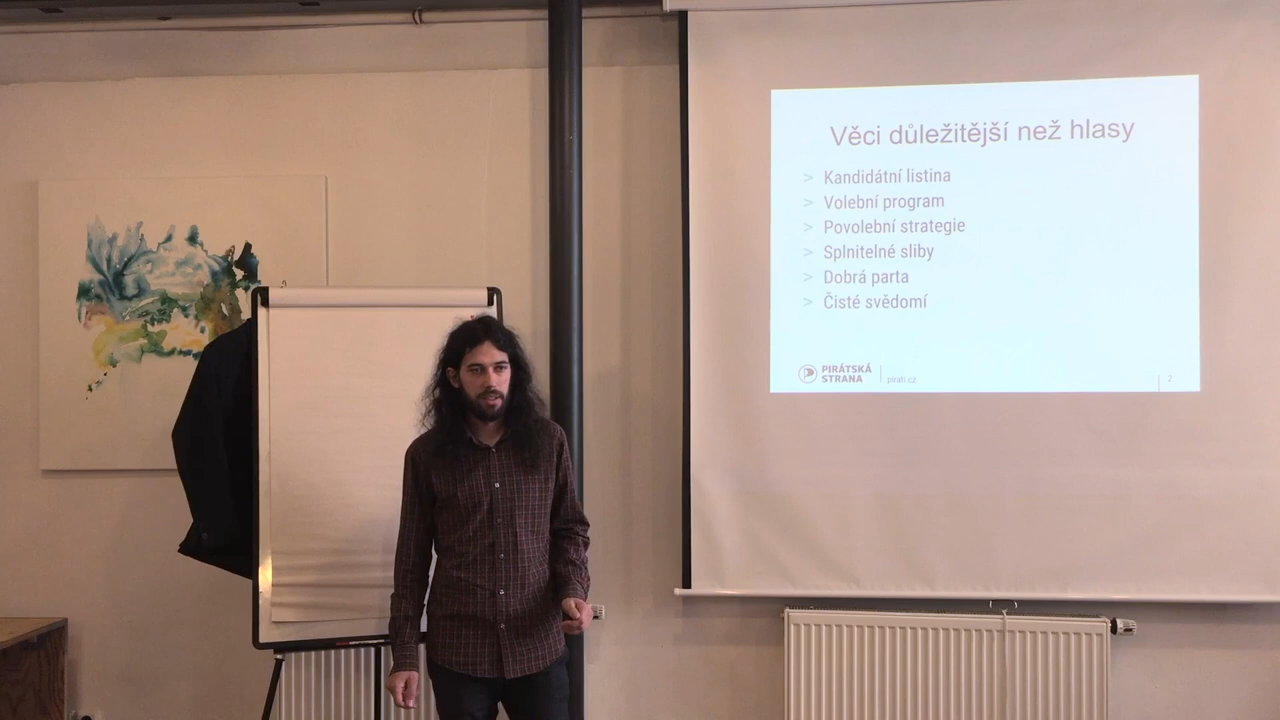 Věci důležitější než hlasy
> Kandidátní listina
> Volební program
> Povolební strategie
> Splnitelné sliby
> Dobrá parta
> Čisté svědomí
PIRÁTSKÁ
STRANA
pirati.cz
2